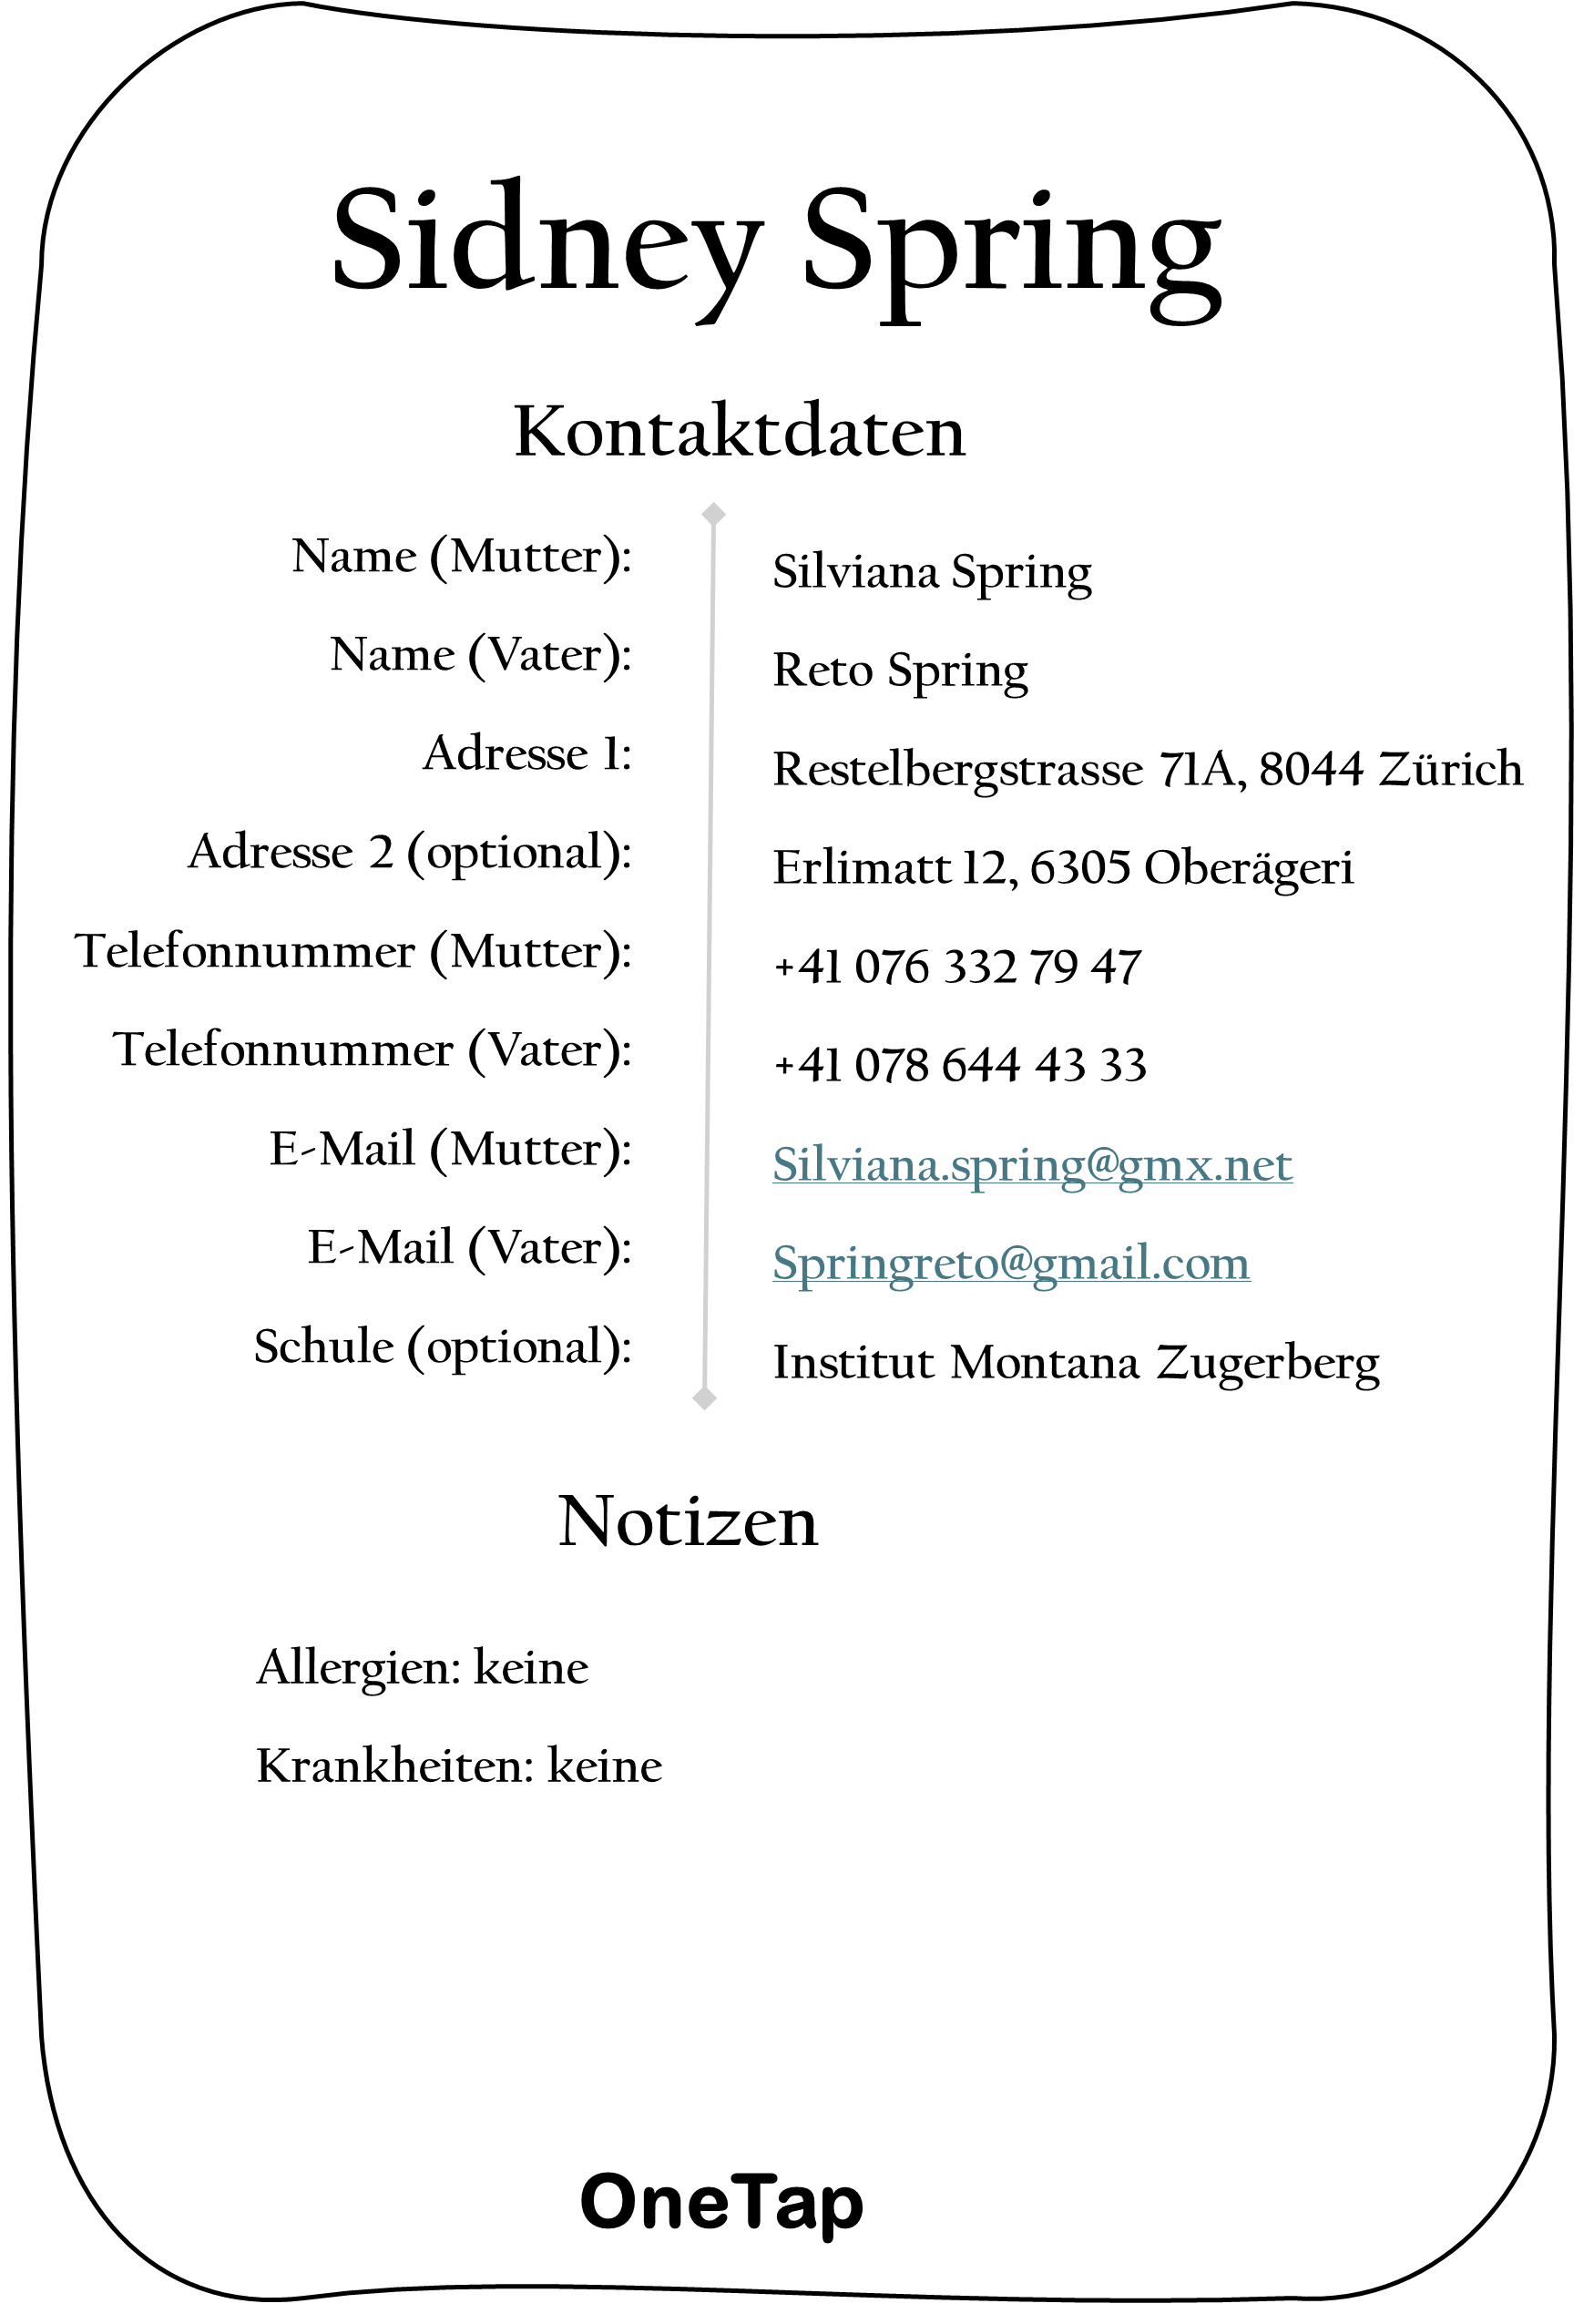 Sidney Spring
Kontaktdaten
Name (Mutter): Silviana Spring
Name (Vater): Reto Spring
Adresse 1: Restelbergstrasse 71A, 8044 Zürich
Adresse 2 (optional): Erlimatt 12, 6305 Oberägeri
Telefonnummer (Mutter): +41 076 332 79 47
Telefonnummer (Vater): +41 078 644 43 33
E-Mail (Mutter): Silviana.spring@gmx.net
E-Mail (Vater): Springreto@gmail.com
Schule (optional): Institut Montana Zugerberg
Notizen
Allergien: keine
Krankheiten: keine
OneTap